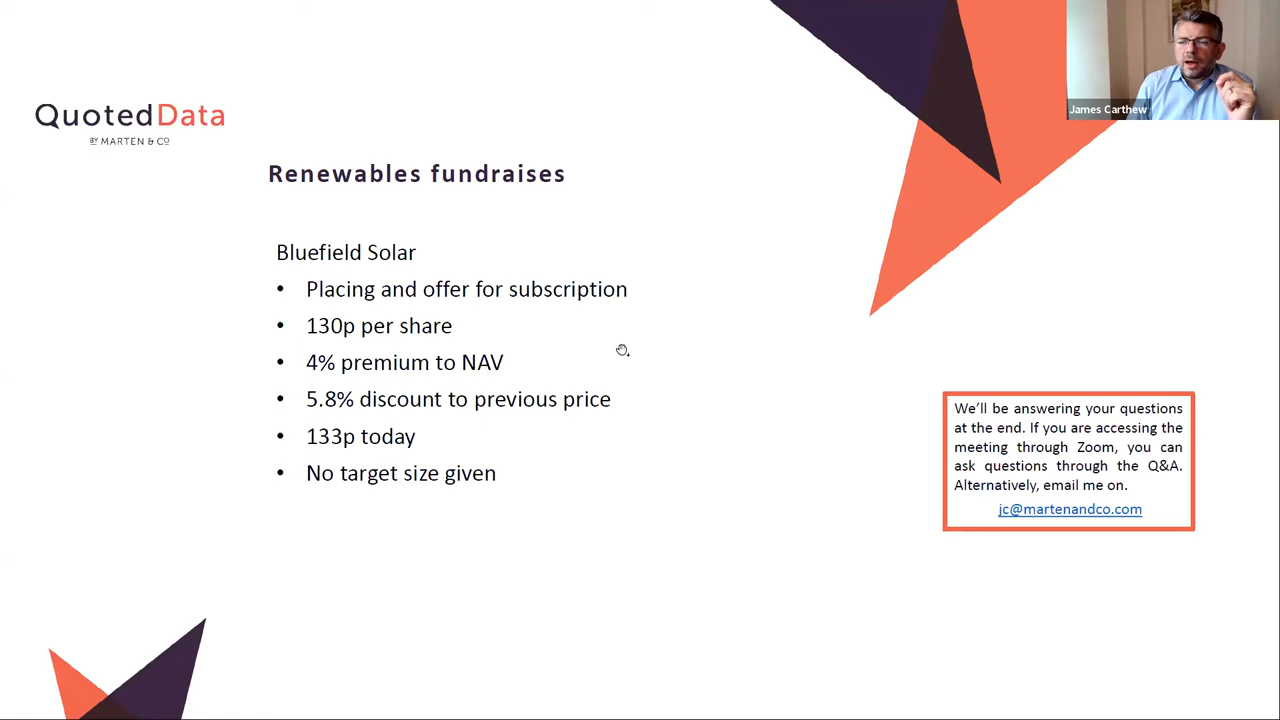 James Carthew
QuotedData
BY MARTEN & CO
Renewables fundraises
Bluefield Solar
• Placing and offer for subscription
• 130p per share
• 4% premium to NAV
• 5.8% discount to previous price
• 133p today
• No target size given
We’ll be answering your questions
at the end. If you are accessing the
meeting through Zoom, you can
ask questions through the Q&A.
Alternatively, email me on.
jc@martenandco.com